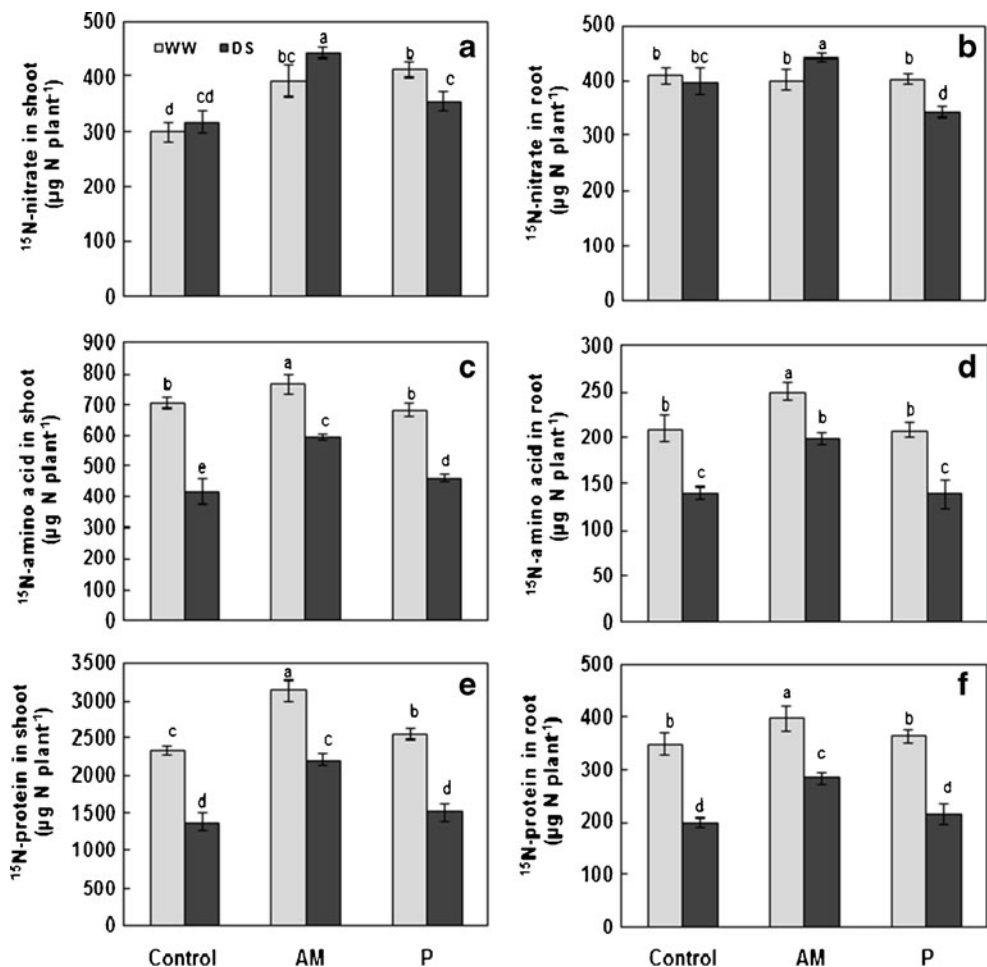 ¹⁵N-nitrate in shoot
(µg N plant⁻¹)
500
400
300
200
100
0
WW DS
a
d
cd
bc
a
b
c
¹⁵N-nitrate in root
(µg N plant⁻¹)
500
400
300
200
100
0
b
b
bc
b
a
b
d
¹⁵N-amino acid in shoot
(µg N plant⁻¹)
900
800
700
600
500
400
300
200
100
0
c
b
e
a
c
b
d
¹⁵N-amino acid in root
(µg N plant⁻¹)
300
250
200
150
100
50
0
d
b
c
a
b
b
c
¹⁵N-protein in shoot
(µg N plant⁻¹)
3500
3000
2500
2000
1500
1000
500
0
e
c
d
a
c
b
d
Control AM P
¹⁵N-protein in root
(µg N plant⁻¹)
500
400
300
200
100
0
f
b
d
a
c
b
d
Control AM P